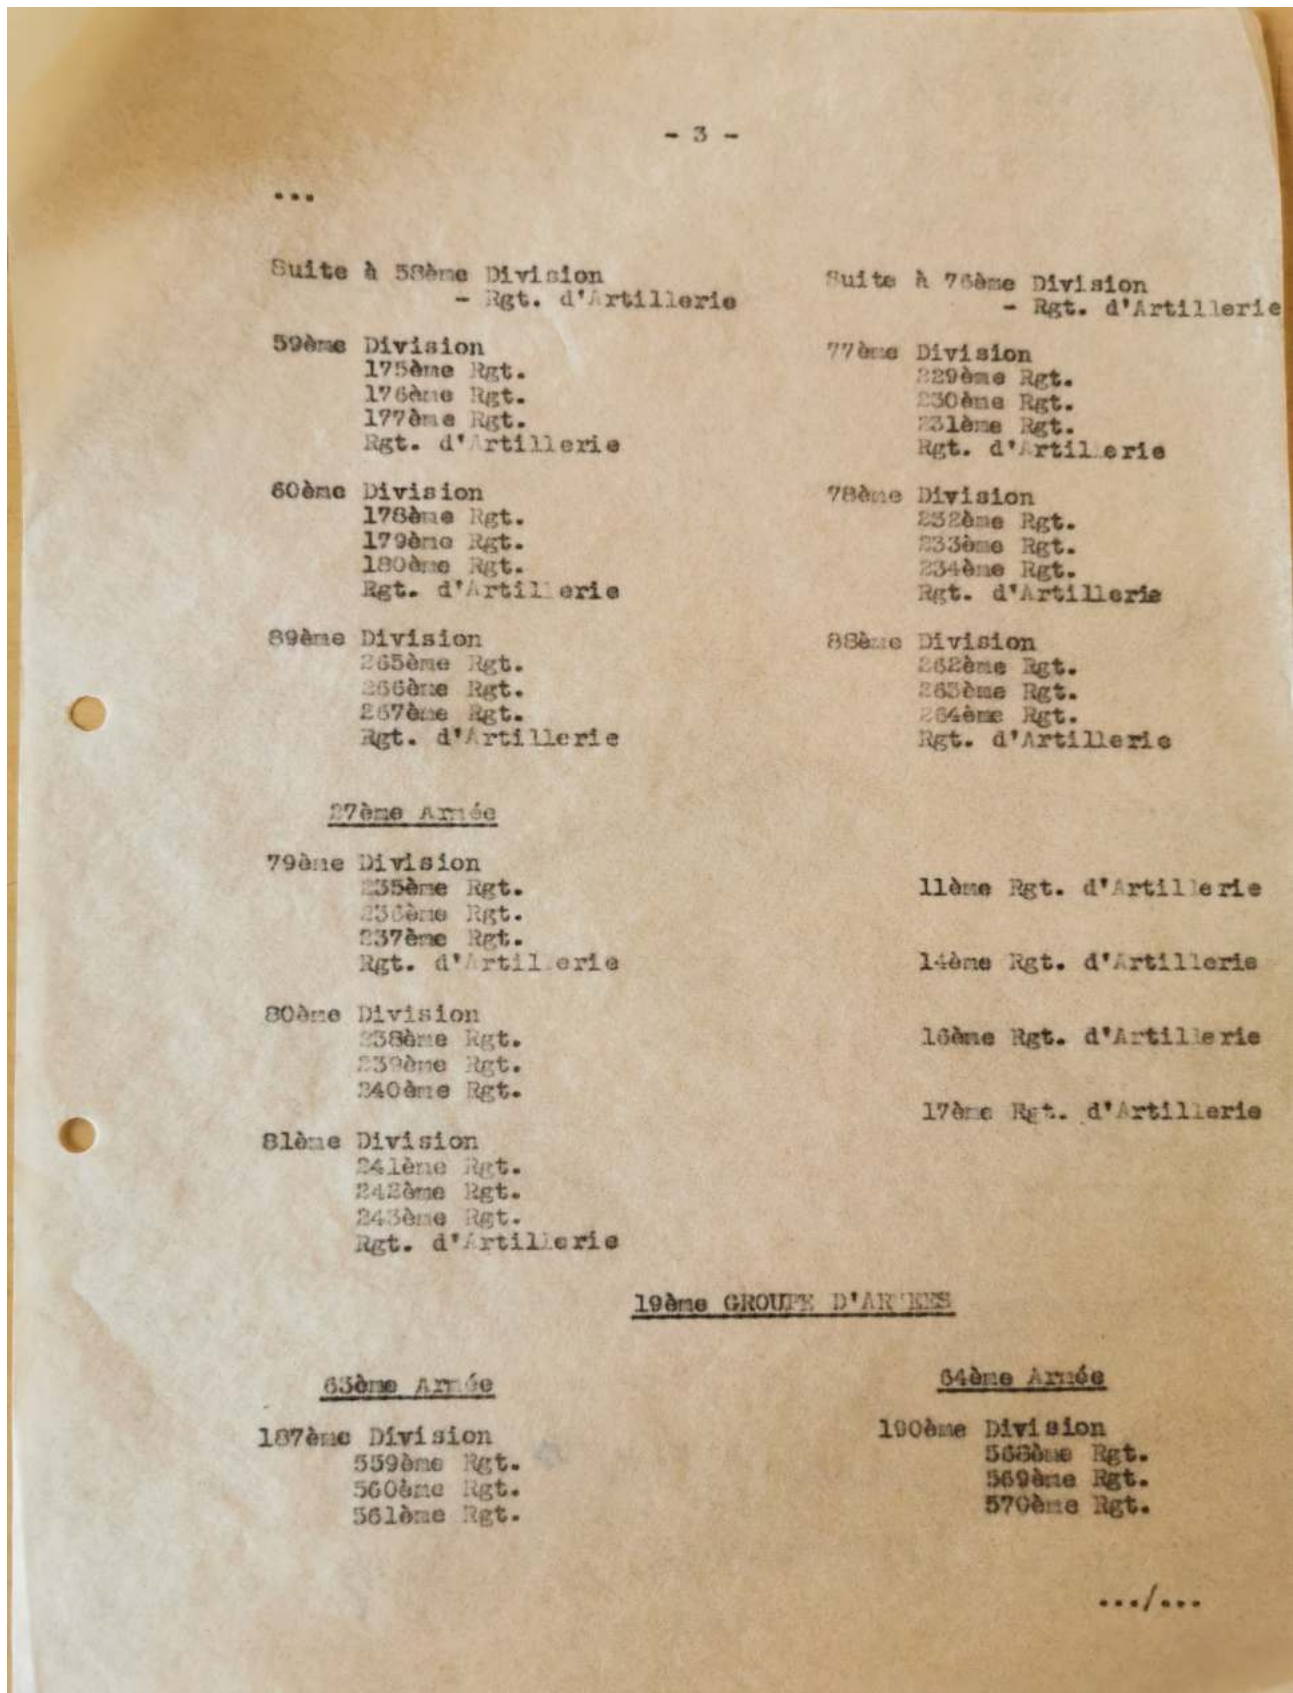 - 3 -
...
Suite à 58ème Division
- Rgt. d'Artillerie
59ème Division
175ème Rgt.
176ème Rgt.
177ème Rgt.
Rgt. d'Artillerie
60ème Division
178ème Rgt.
179ème Rgt.
180ème Rgt.
Rgt. d'Artillerie
89ème Division
265ème Rgt.
266ème Rgt.
267ème Rgt.
Rgt. d'Artillerie
Suite à 76ème Division
- Rgt. d'Artillerie
77ème Division
229ème Rgt.
230ème Rgt.
231ème Rgt.
Rgt. d'Artillerie
78ème Division
232ème Rgt.
233ème Rgt.
234ème Rgt.
Rgt. d'Artillerie
88ème Division
262ème Rgt.
263ème Rgt.
264ème Rgt.
Rgt. d'Artillerie
27ème Armée
79ème Division
235ème Rgt.
236ème Rgt.
237ème Rgt.
Rgt. d'Artillerie
80ème Division
238ème Rgt.
239ème Rgt.
240ème Rgt.
81ème Division
241ème Rgt.
242ème Rgt.
243ème Rgt.
Rgt. d'Artillerie
11ème Rgt. d'Artillerie
14ème Rgt. d'Artillerie
16ème Rgt. d'Artillerie
17ème Rgt. d'Artillerie
19ème GROUPE D'ARMEES
63ème Armée
187ème Division
559ème Rgt.
560ème Rgt.
561ème Rgt.
64ème Armée
190ème Division
568ème Rgt.
569ème Rgt.
570ème Rgt.
.../...